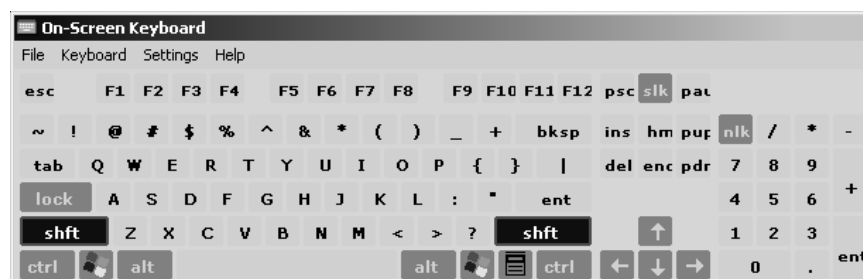 On-Screen Keyboard
File Keyboard Settings Help
esc F1 F2 F3 F4 F5 F6 F7 F8 F9 F10 F11 F12 psc slk pau
~ ! @ # $ % ^ & * ( ) _ + bksp ins hm pup nlk / * -
tab Q W E R T Y U I O P { } | del enc pdr 7 8 9
lock A S D F G H J K L : " ent 4 5 6 +
shft Z X C V B N M < > ? shft ↑ 1 2 3
ctrl alt alt ctrl ← ↓ → 0 . ent